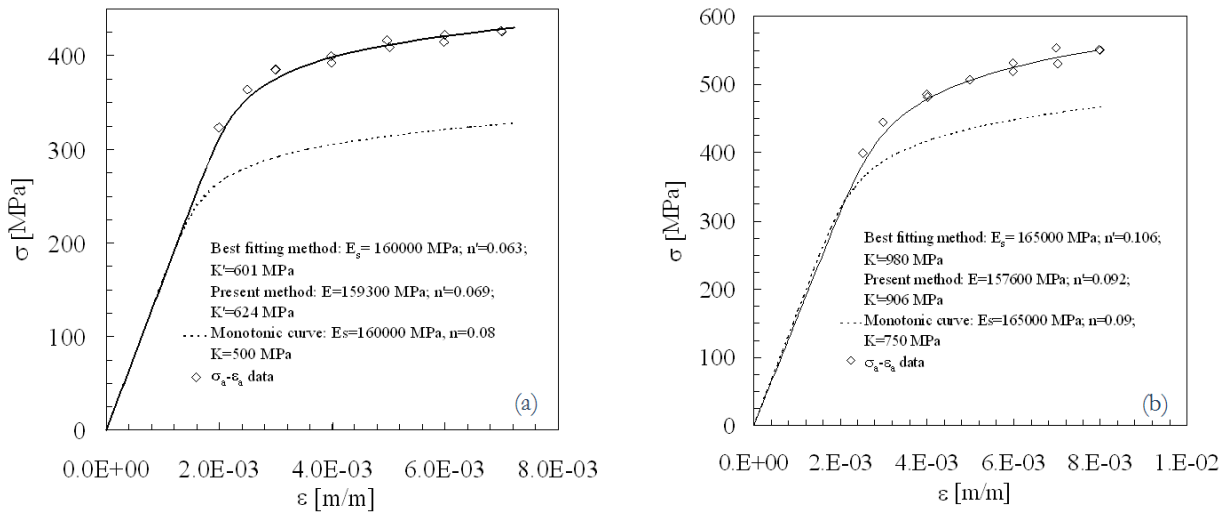 400
300
200
100
0
σ [MPa]
0.0E+00 2.0E-03 4.0E-03 6.0E-03 8.0E-03
ε [m/m]
Best fitting method: Es= 160000 MPa; n'=0.063;
K'=601 MPa
Present method: E=159300 MPa; n'=0.069;
K'=624 MPa
Monotonic curve: Es=160000 MPa, n=0.08
K=500 MPa
σa-εa data
(a)
600
500
400
300
200
100
0
σ [MPa]
0.E+00 2.E-03 4.E-03 6.E-03 8.E-03 1.E-02
ε [m/m]
Best fitting method: Es= 165000 MPa; n'=0.106;
K'=980 MPa
Present method: E=157600 MPa; n'=0.092;
K'=906 MPa
Monotonic curve: Es=165000 MPa; n=0.09;
K=750 MPa
σa-εa data
(b)